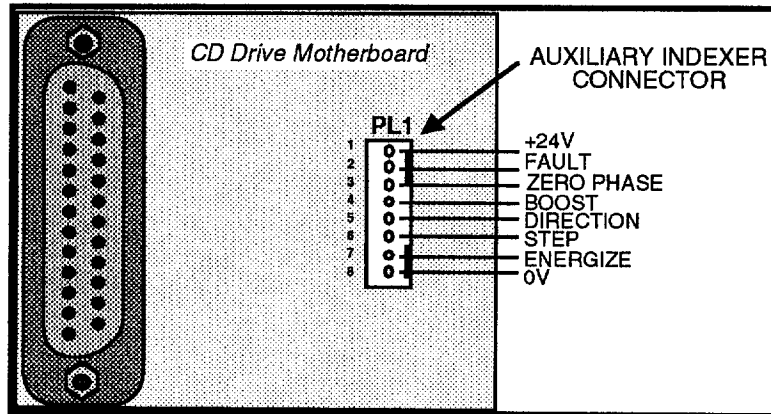 CD Drive Motherboard
AUXILIARY INDEXER
CONNECTOR
PL1
1 +24V
2 FAULT
3 ZERO PHASE
4 BOOST
5 DIRECTION
6 STEP
7 ENERGIZE
8 0V